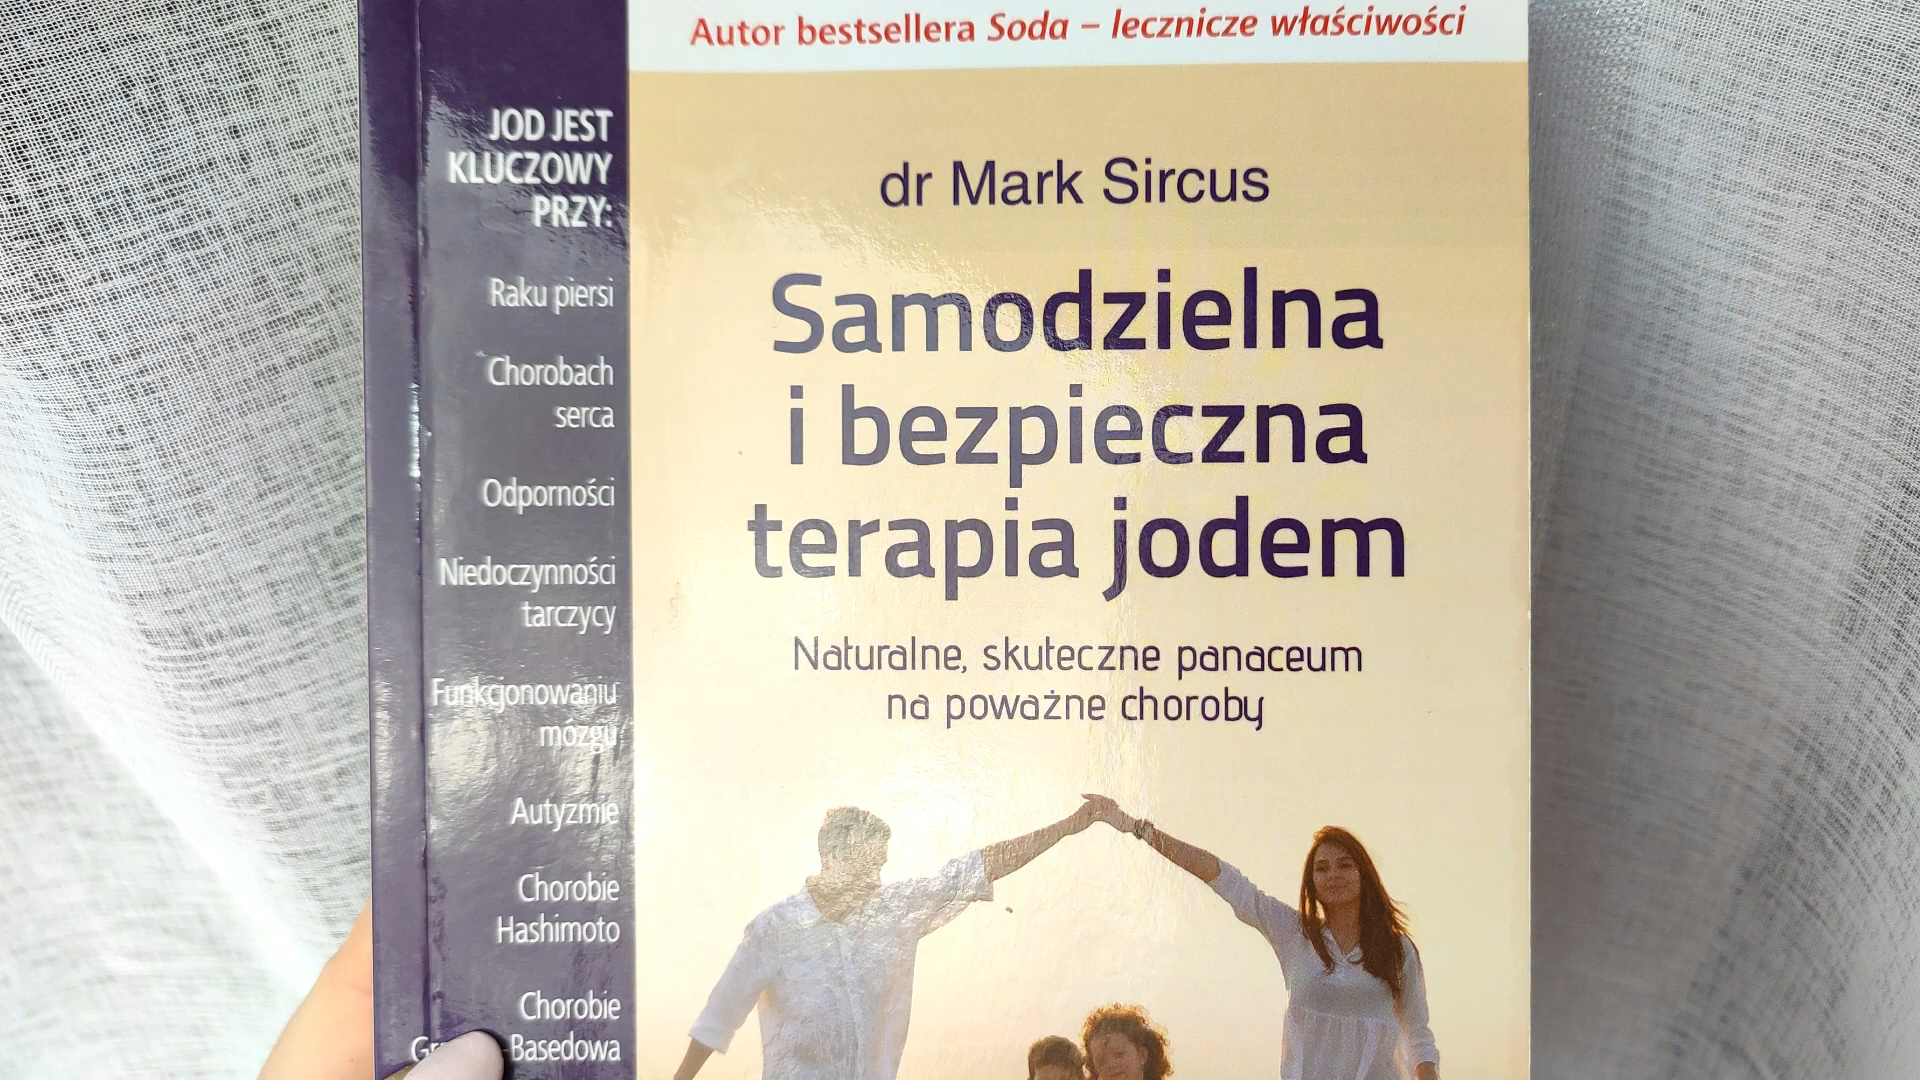 Autor bestsellera Soda – lecznicze właściwości
JOD JEST
KLUCZOWY
PRZY:
Raku piersi
Chorobach
serca
Odporności
Niedoczynności
tarczycy
Funkcjonowaniu
mózgu
Autyzmie
Chorobie
Hashimoto
Chorobie
Basedowa
dr Mark Sircus
Samodzielna
i bezpieczna
terapia jodem
Naturalne, skuteczne panaceum
na poważne choroby